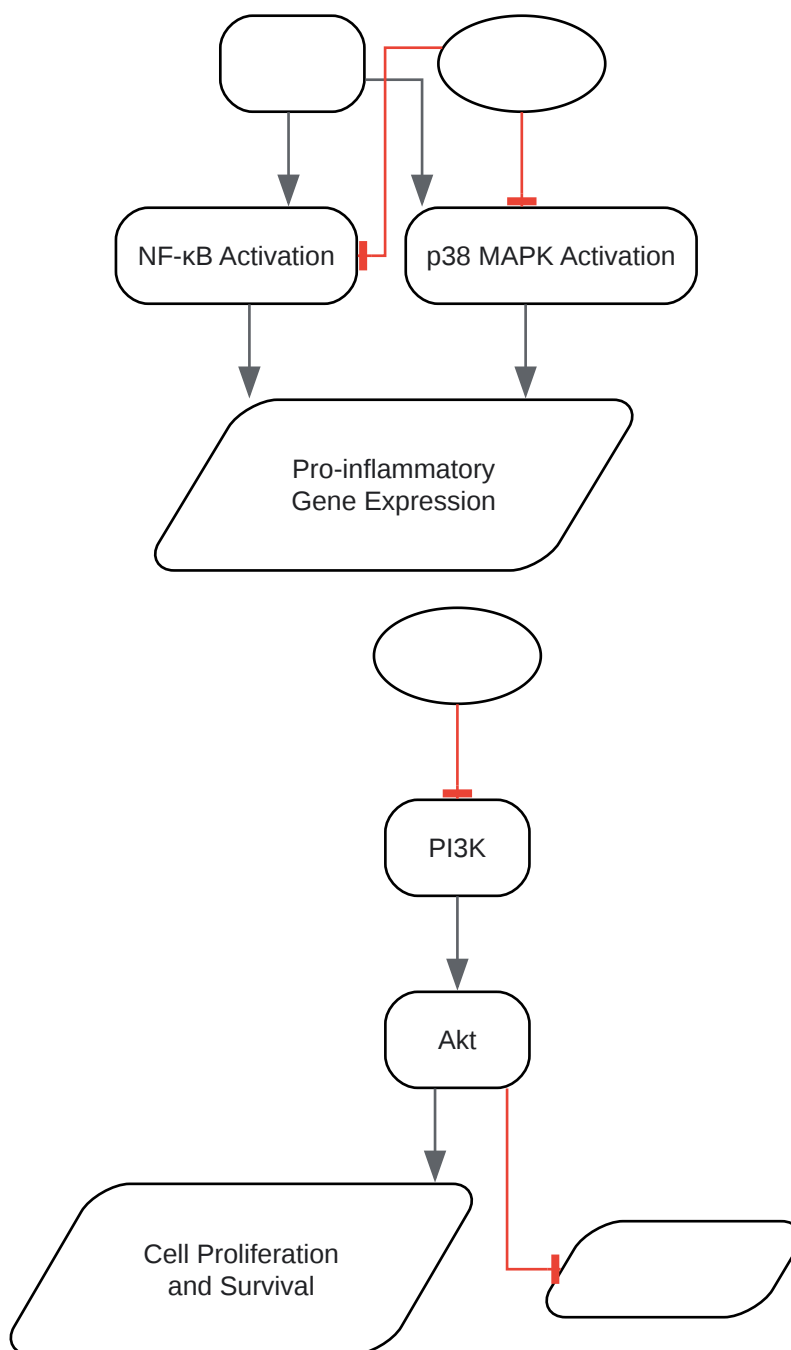 NF-κB Activation
p38 MAPK Activation
Pro-inflammatory
Gene Expression
PI3K
Akt
Cell Proliferation
and Survival